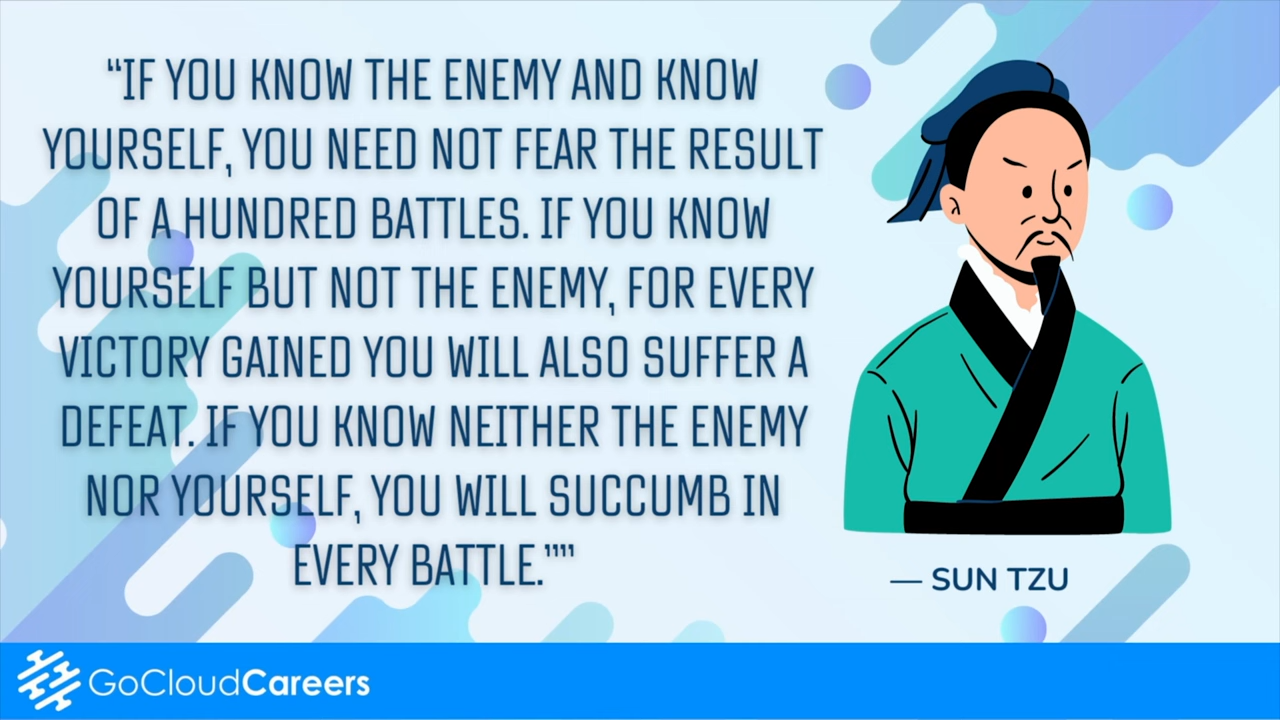 “IF YOU KNOW THE ENEMY AND KNOW
YOURSELF, YOU NEED NOT FEAR THE RESULT
OF A HUNDRED BATTLES. IF YOU KNOW
YOURSELF BUT NOT THE ENEMY, FOR EVERY
VICTORY GAINED YOU WILL ALSO SUFFER A
DEFEAT. IF YOU KNOW NEITHER THE ENEMY
NOR YOURSELF, YOU WILL SUCCUMB IN
EVERY BATTLE.”"
— SUN TZU
GoCloudCareers